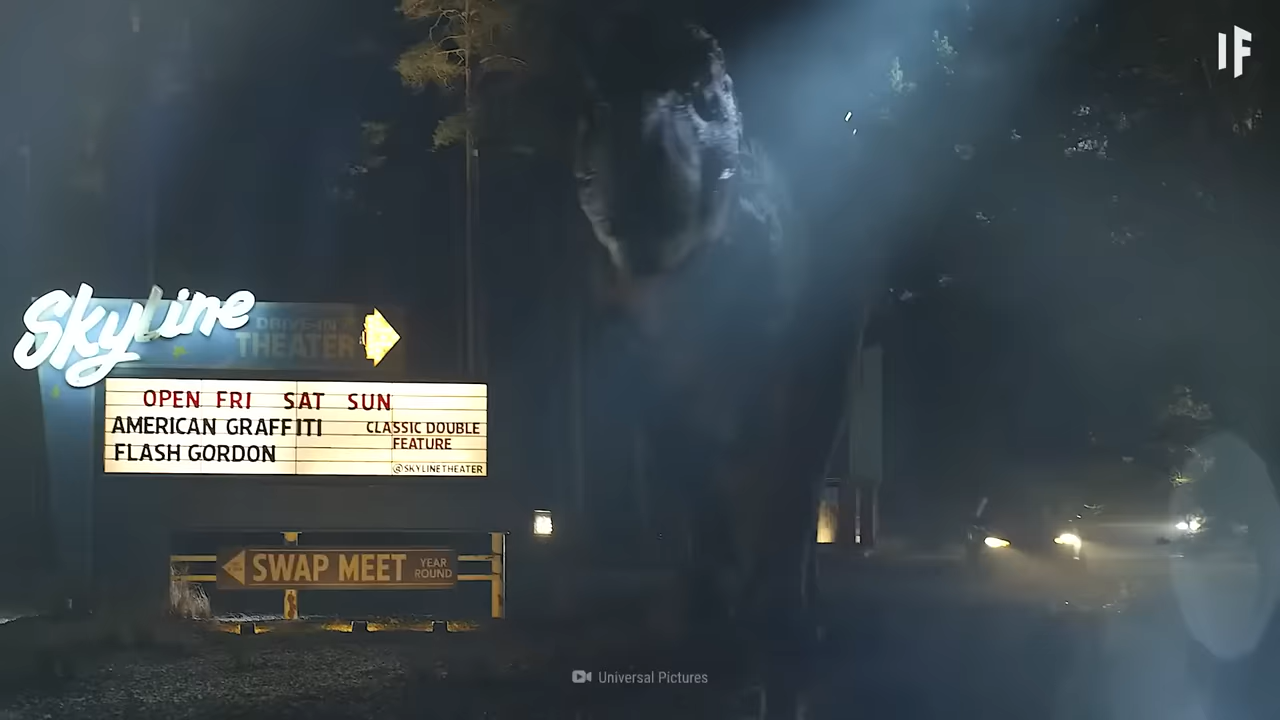 IF
Skyline
DRIVE-IN
THEATER
OPEN FRI SAT SUN
AMERICAN GRAFFITI
FLASH GORDON
CLASSIC DOUBLE
FEATURE
@SKYLINETHEATER
SWAP MEET
YEAR
ROUND
Universal Pictures